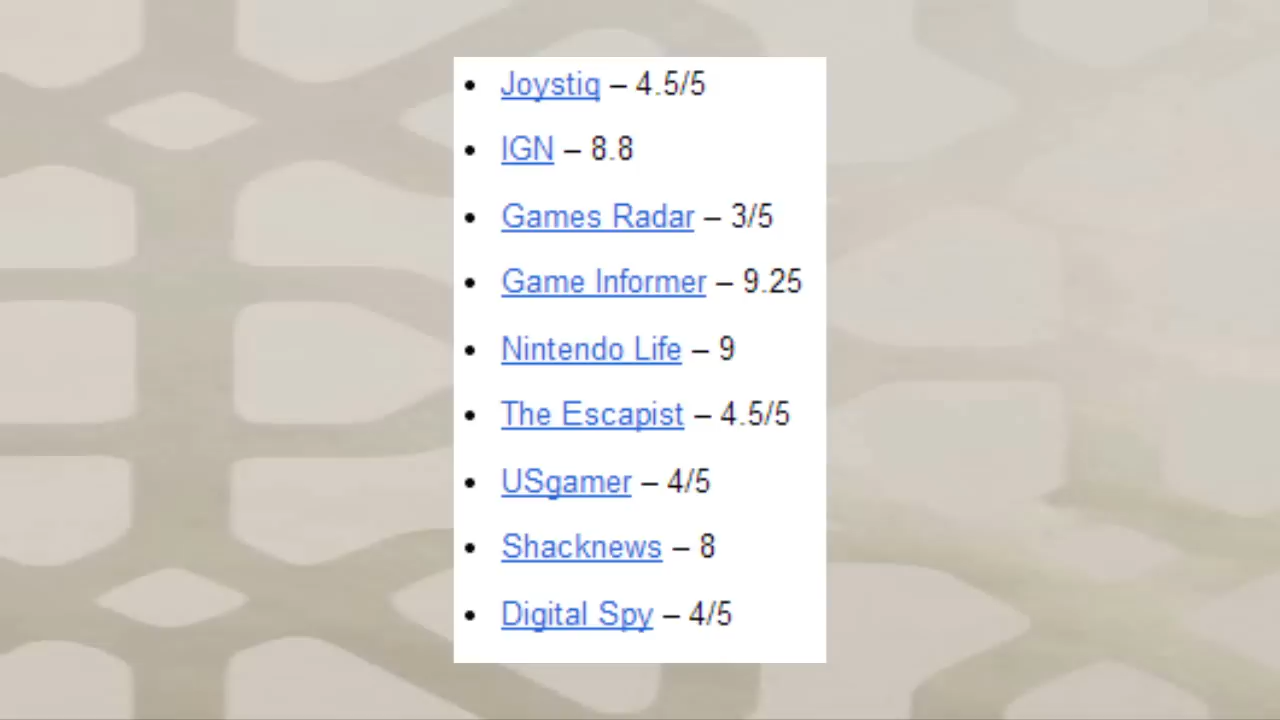 • Joystiq – 4.5/5
• IGN – 8.8
• Games Radar – 3/5
• Game Informer – 9.25
• Nintendo Life – 9
• The Escapist – 4.5/5
• USgamer – 4/5
• Shacknews – 8
• Digital Spy – 4/5